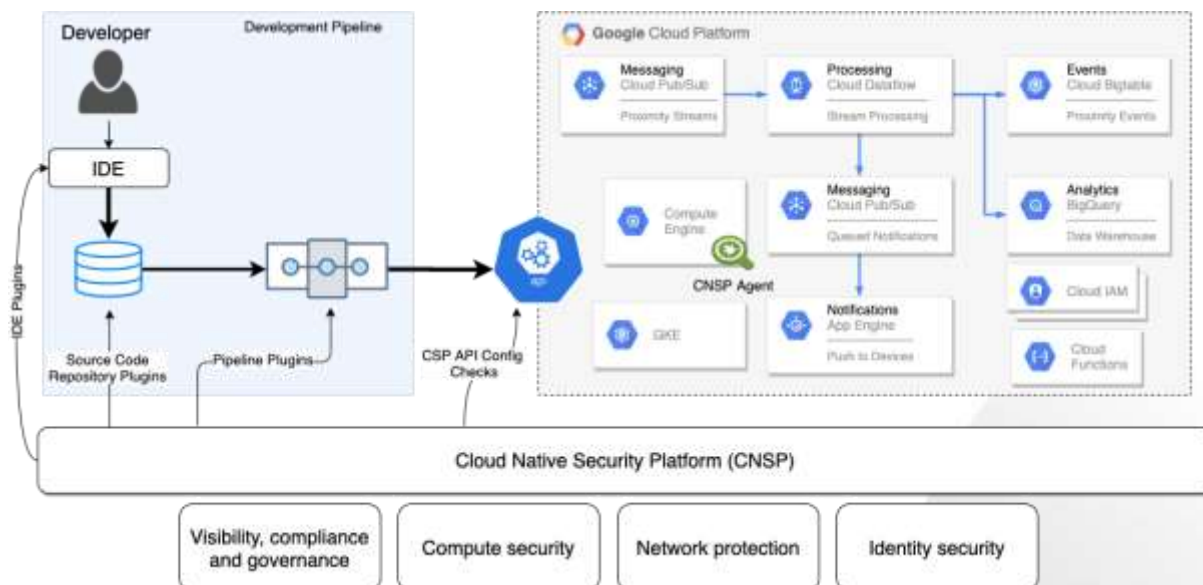 Developer
Development Pipeline
IDE
IDE Plugins
Source Code
Repository Plugins
Pipeline Plugins
api
CSP API Config
Checks
Google Cloud Platform
Messaging
Cloud Pub/Sub
Proximity Streams
Processing
Cloud Dataflow
Stream Processing
Events
Cloud Bigtable
Proximity Events
Compute
Engine
CNSP Agent
Messaging
Cloud Pub/Sub
Queued Notifications
Analytics
BigQuery
Data Warehouse
GKE
Notifications
App Engine
Push to Devices
Cloud IAM
Cloud
Functions
Cloud Native Security Platform (CNSP)
Visibility, compliance
and governance
Compute security
Network protection
Identity security